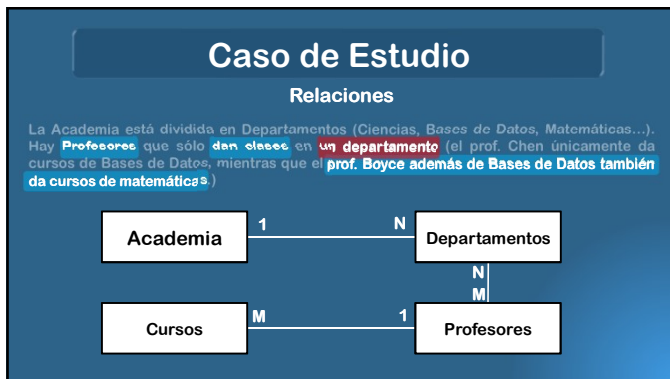 Caso de Estudio
Relaciones
La Academia está dividida en Departamentos (Ciencias, Bases de Datos, Matemáticas...).
Hay Profesores que sólo dan clases en un departamento (el prof. Chen únicamente da
cursos de Bases de Datos, mientras que el prof. Boyce además de Bases de Datos también
da cursos de matemáticas.)
Academia 1 N Departamentos
N
M
Cursos M 1 Profesores